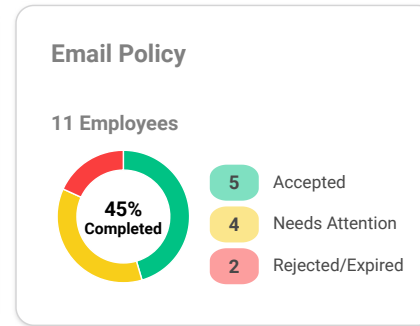 Email Policy
11 Employees
45%
Completed
5 Accepted
4 Needs Attention
2 Rejected/Expired